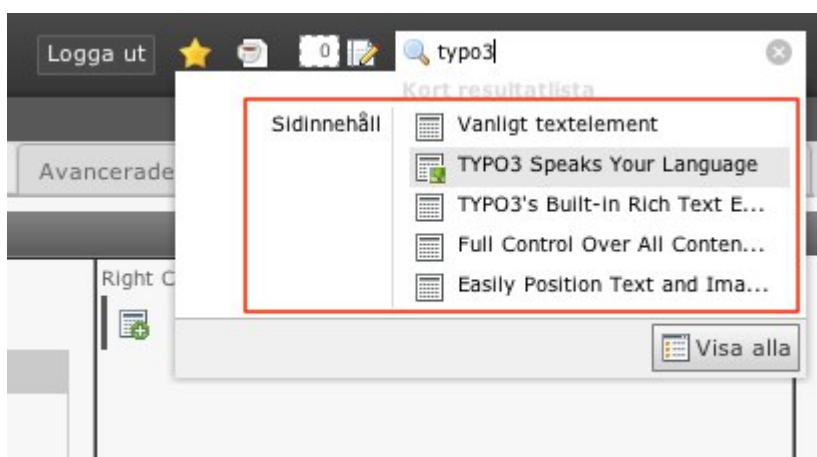 Logga ut
0
typo3
Kort resultatlista
Sidinnehåll
Vanligt textelement
TYPO3 Speaks Your Language
TYPO3's Built-in Rich Text E...
Full Control Over All Conten...
Easily Position Text and Ima...
Visa alla
Avancerade
Right C